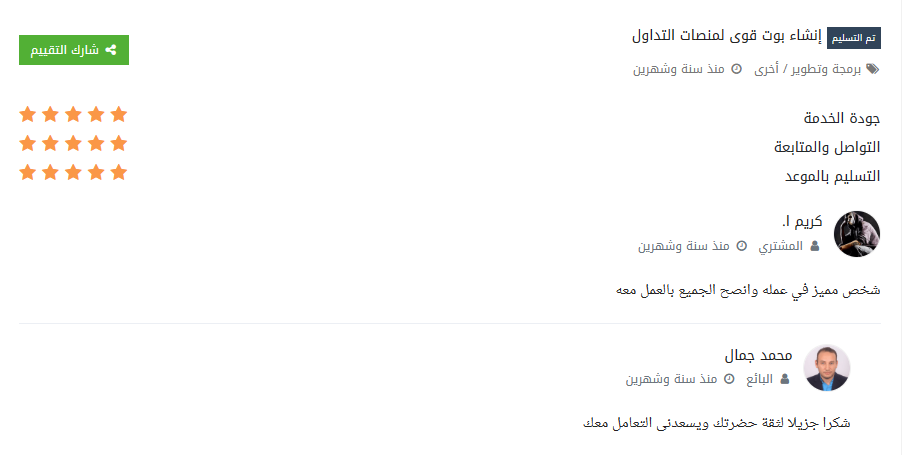 تم التسليم إنشاء بوت قوى لمنصات التداول
شارك التقييم
برمجة وتطوير / أخرى منذ سنة وشهرين
جودة الخدمة
التواصل والمتابعة
التسليم بالموعد
كريم ا.
المشتري منذ سنة وشهرين
شخص مميز في عمله وانصح الجميع بالعمل معه
محمد جمال
البائع منذ سنة وشهرين
شكرا جزيلا لثقة حضرتك ويسعدنى التعامل معك